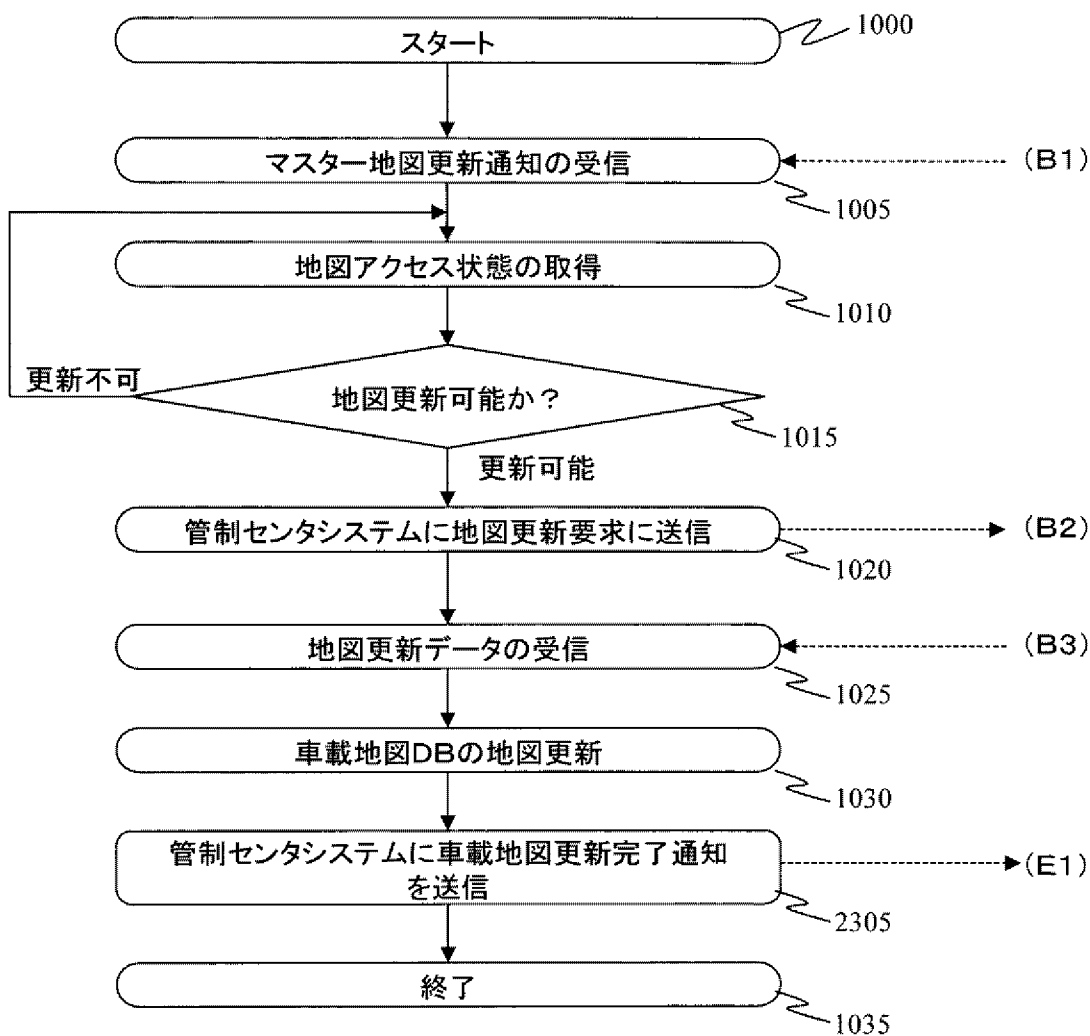 スタート
1000
マスター地図更新通知の受信
(B1)
1005
地図アクセス状態の取得
1010
更新不可
地図更新可能か？
1015
更新可能
管制センタシステムに地図更新要求に送信
(B2)
1020
地図更新データの受信
(B3)
1025
車載地図DBの地図更新
1030
管制センタシステムに車載地図更新完了通知
を送信
(E1)
2305
終了
1035